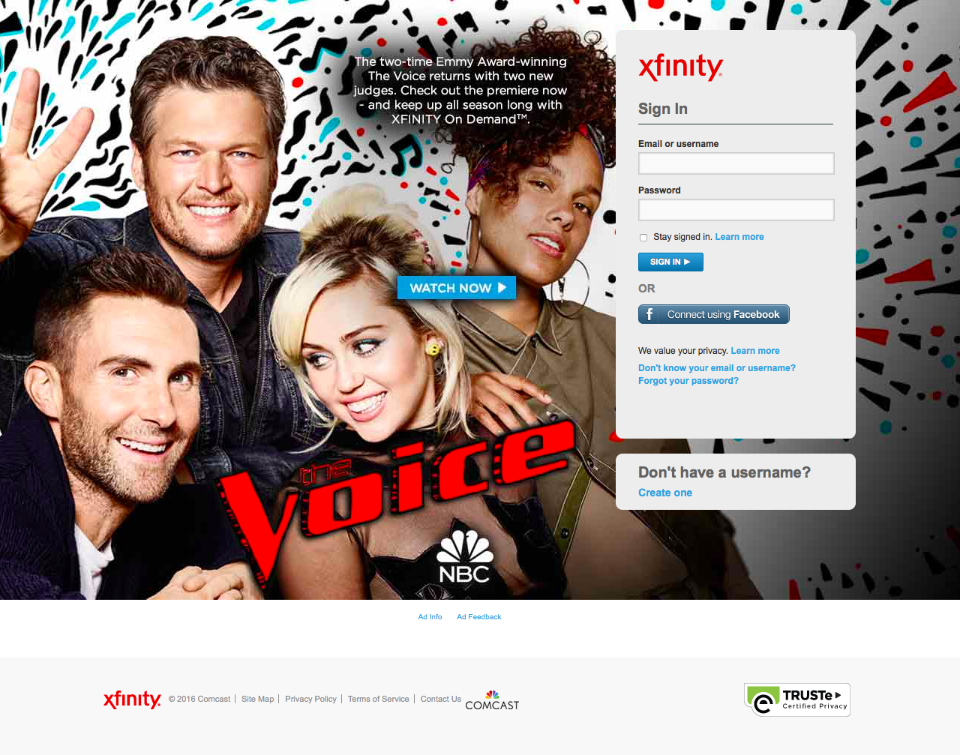 The two-time Emmy Award-winning
The Voice returns with two new
judges. Check out the premiere now
- and keep up all season long with
XFINITY On Demand™.
WATCH NOW
the
Voice
NBC
xfinity
Sign In
Email or username
Password
Stay signed in. Learn more
SIGN IN
OR
f Connect using Facebook
We value your privacy. Learn more
Don't know your email or username?
Forgot your password?
Don't have a username?
Create one
Ad Info Ad Feedback
xfinity © 2016 Comcast | Site Map | Privacy Policy | Terms of Service | Contact Us COMCAST
TRUSTe
Certified Privacy